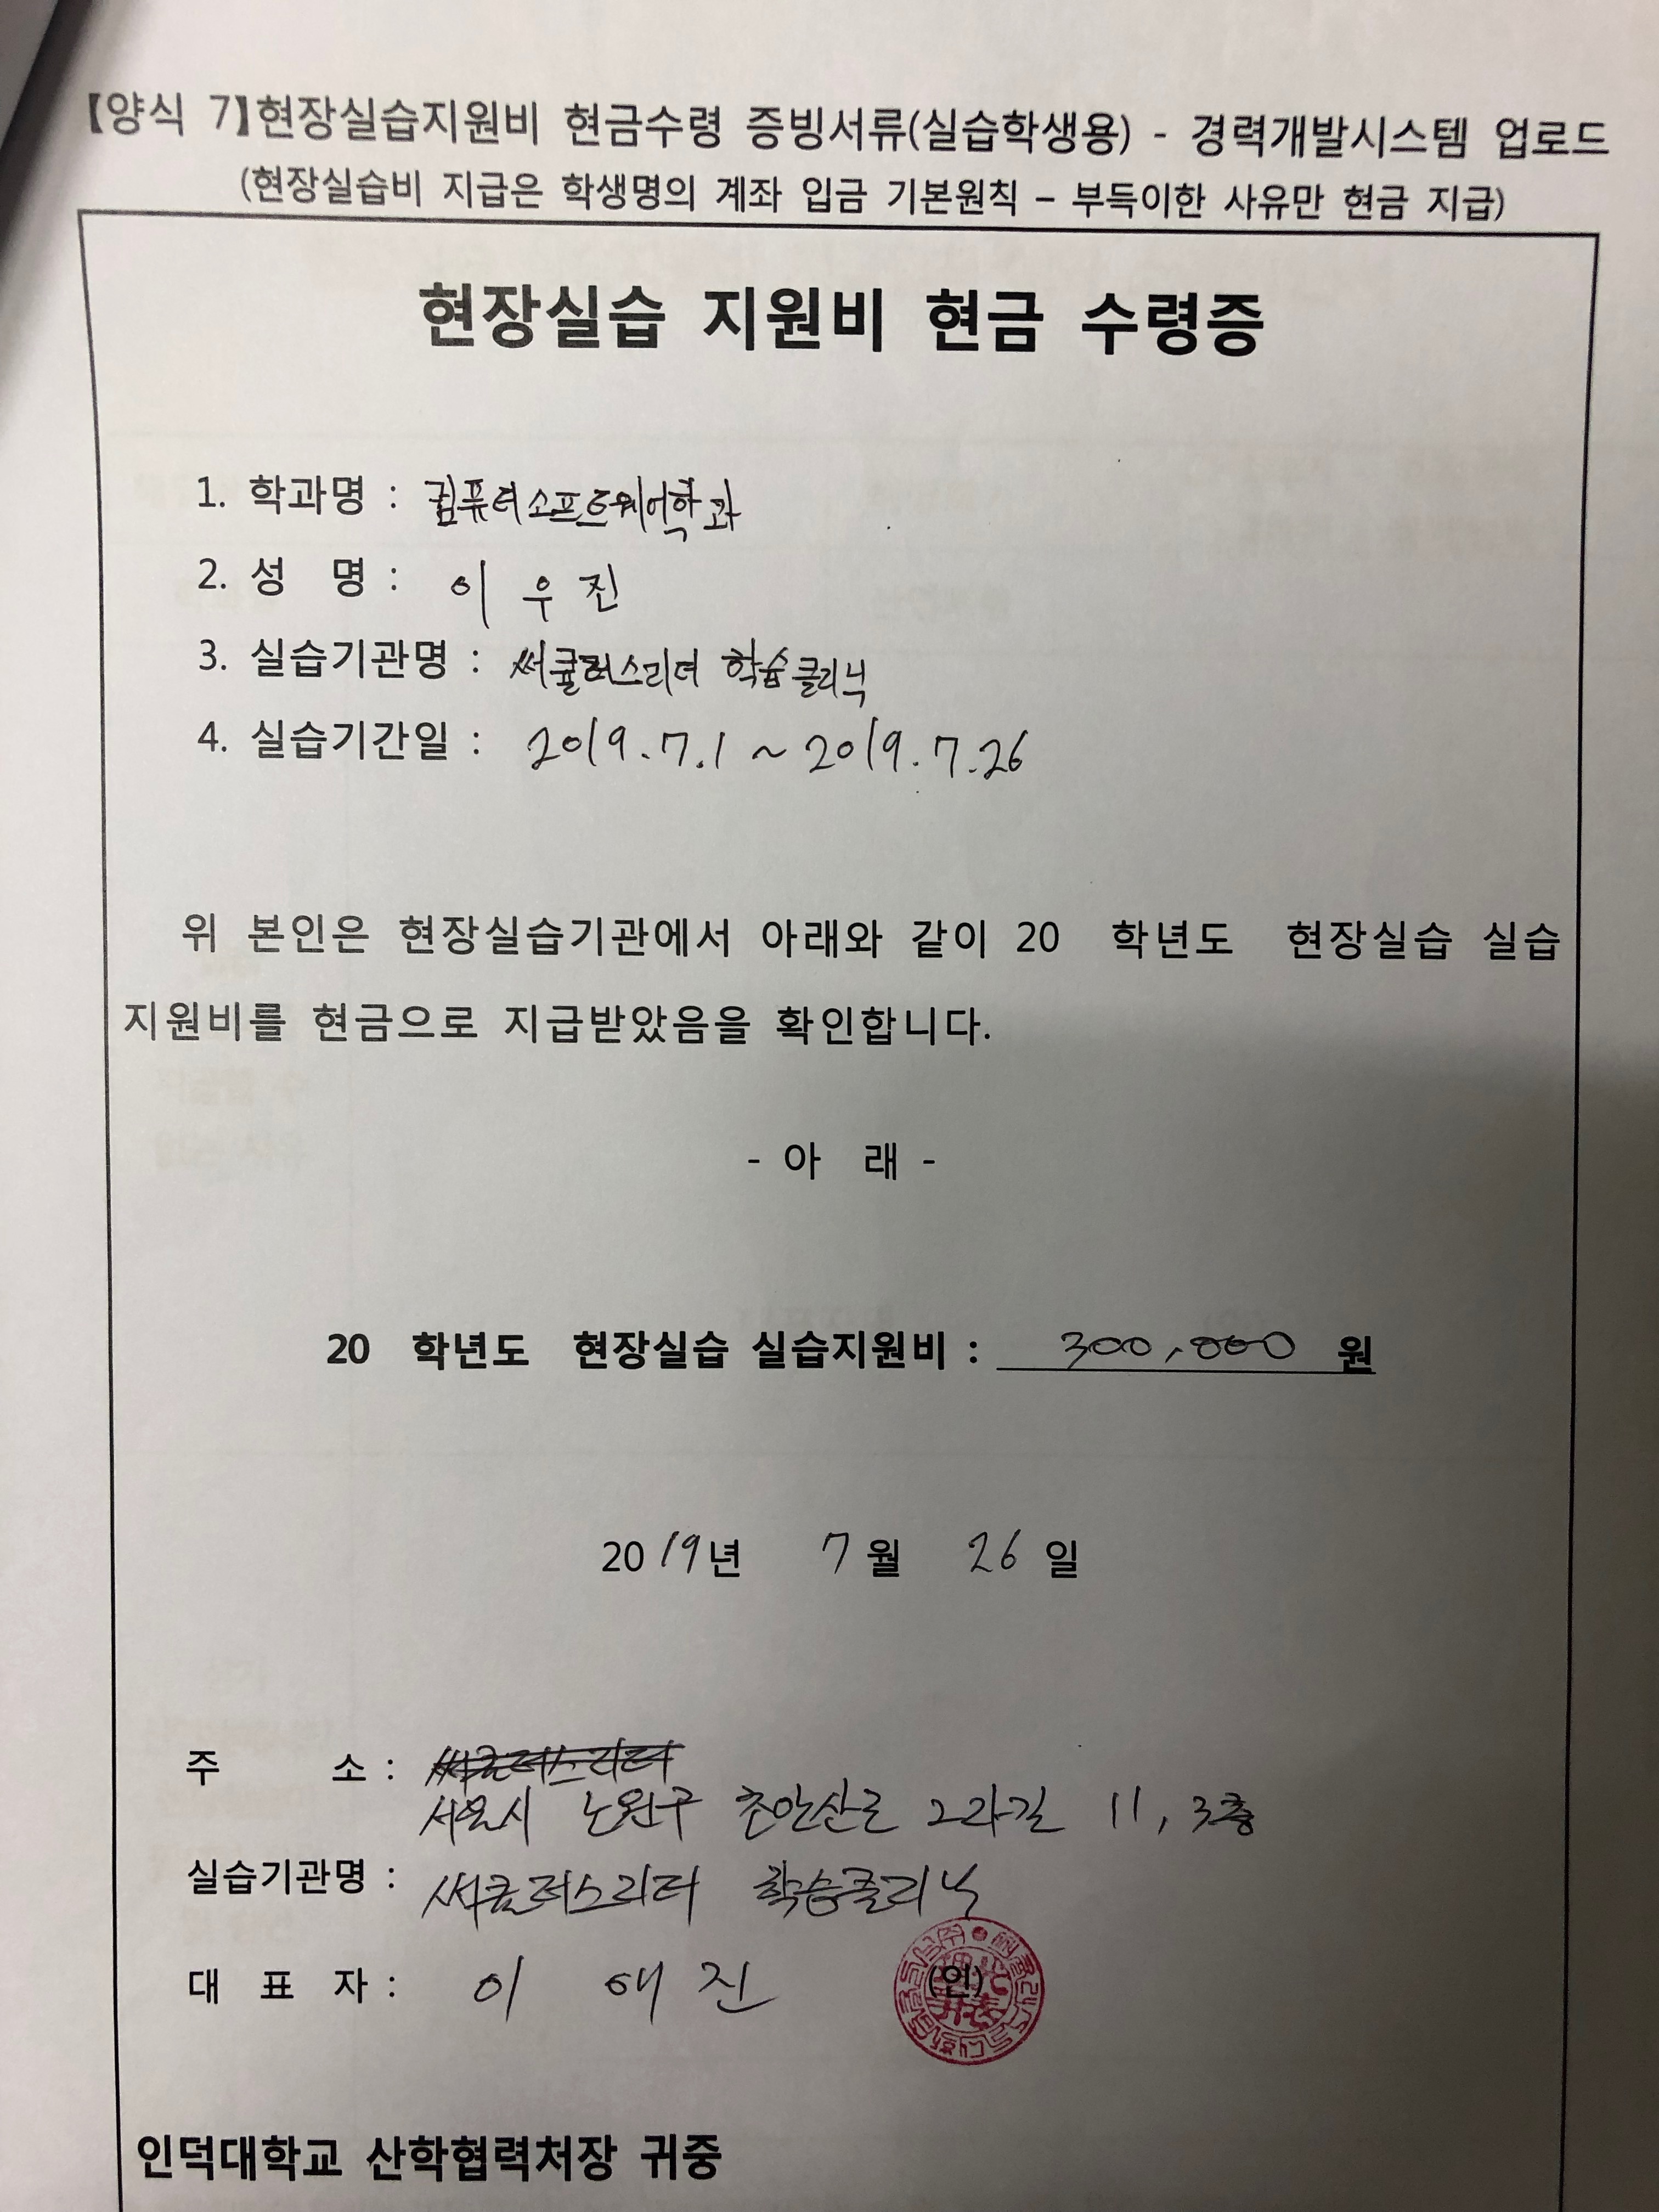 【양식 7】현장실습지원비 현금수령 증빙서류(실습학생용) - 경력개발시스템 업로드
(현장실습비 지급은 학생명의 계좌 입금 기본원칙 – 부득이한 사유만 현금 지급)
현장실습 지원비 현금 수령증
1. 학과명 : 컴퓨터소프트웨어학과
2. 성 명 : 이 우 진
3. 실습기관명 : 써큘러스리더 학습클리닉
4. 실습기간일 : 2019.7.1 ~ 2019.7.26
위 본인은 현장실습기관에서 아래와 같이 20 학년도 현장실습 실습
지원비를 현금으로 지급받았음을 확인합니다.
- 아 래 -
20 학년도 현장실습 실습지원비 : 300,000 원
2019년 7월 26일
주 소 :
서울시 노원구 초안산로 2라길 11, 3층
실습기관명 : 써큘러스리더 학습클리닉
대 표 자 : 이 애 진 (인)
인덕대학교 산학협력처장 귀중